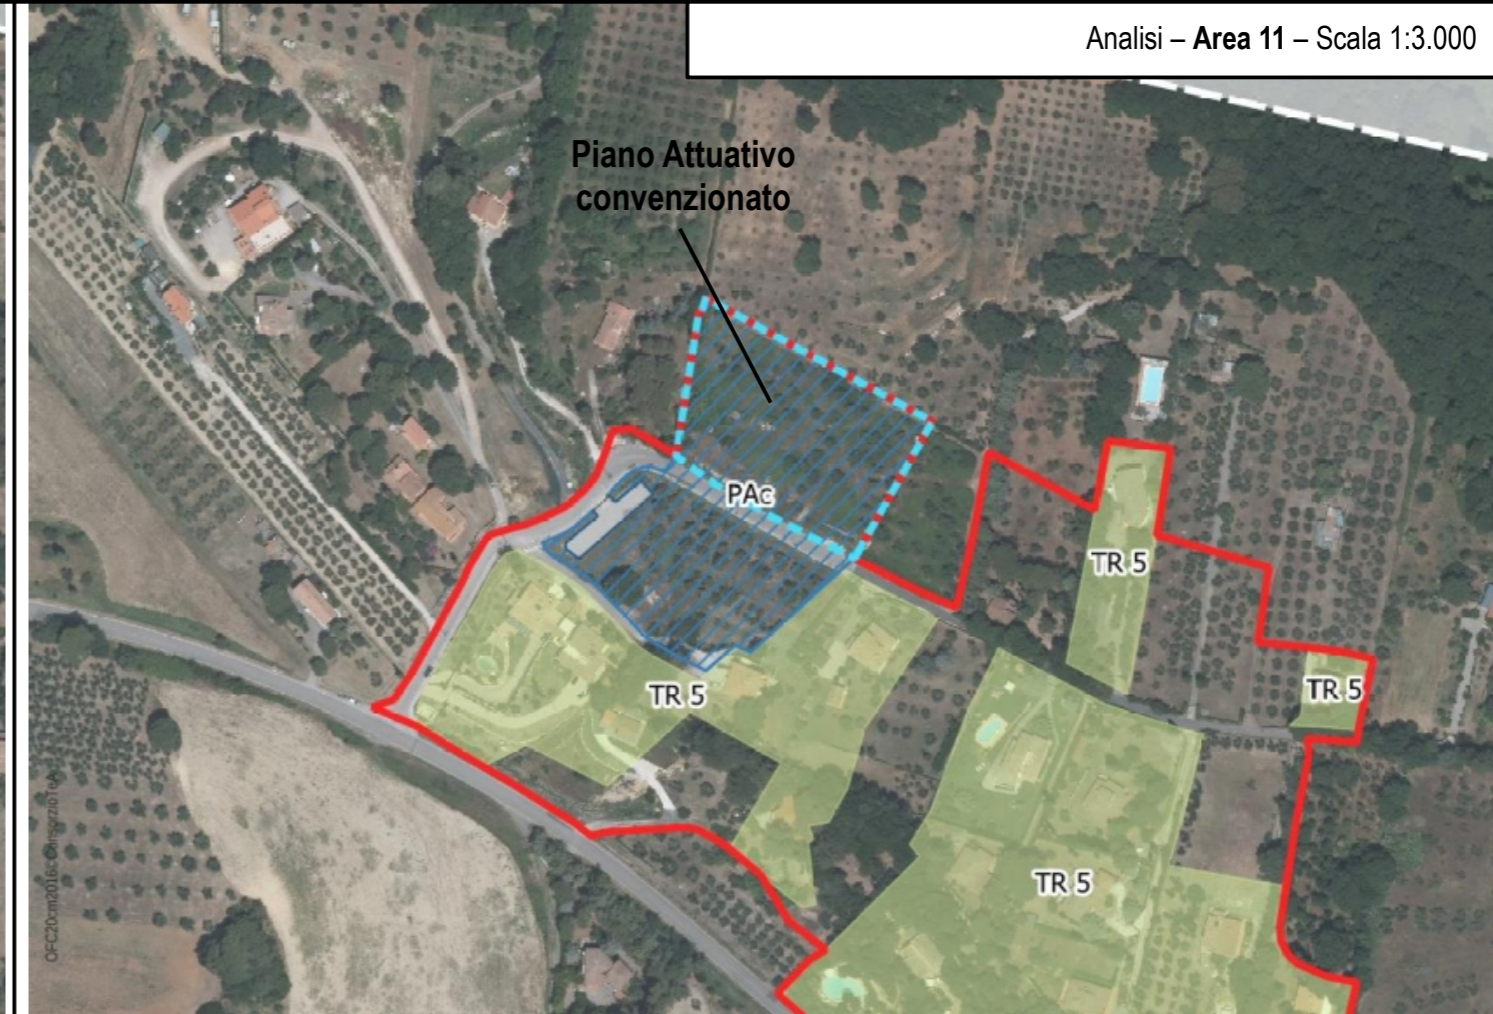 Analisi – Area 11 – Scala 1:3.000
Piano Attuativo
convenzionato
PAc
TR 5
TR 5
TR 5
TR 5
OFC20cm2016